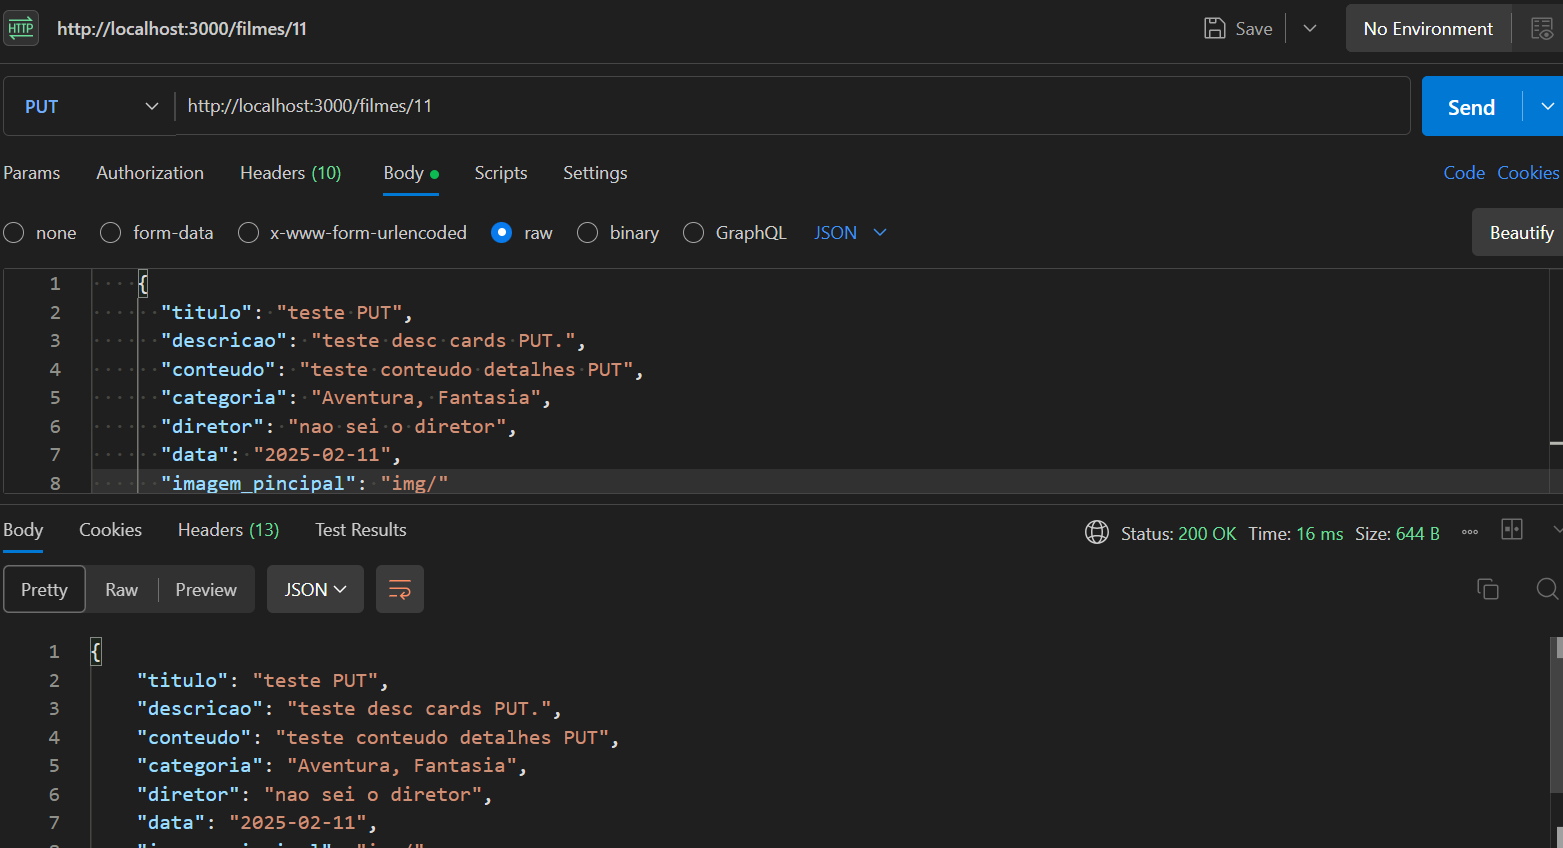 HTTP http://localhost:3000/filmes/11 Save No Environment
PUT http://localhost:3000/filmes/11 Send
Params Authorization Headers (10) Body Scripts Settings Code Cookies
none form-data x-www-form-urlencoded raw binary GraphQL JSON Beautify
1 {
2 "titulo": "teste PUT",
3 "descricao": "teste desc cards PUT.",
4 "conteudo": "teste conteudo detalhes PUT",
5 "categoria": "Aventura, Fantasia",
6 "diretor": "nao sei o diretor",
7 "data": "2025-02-11",
8 "imagem_pincipal": "img/"
Body Cookies Headers (13) Test Results Status: 200 OK Time: 16 ms Size: 644 B
Pretty Raw Preview JSON
1 {
2 "titulo": "teste PUT",
3 "descricao": "teste desc cards PUT.",
4 "conteudo": "teste conteudo detalhes PUT",
5 "categoria": "Aventura, Fantasia",
6 "diretor": "nao sei o diretor",
7 "data": "2025-02-11",